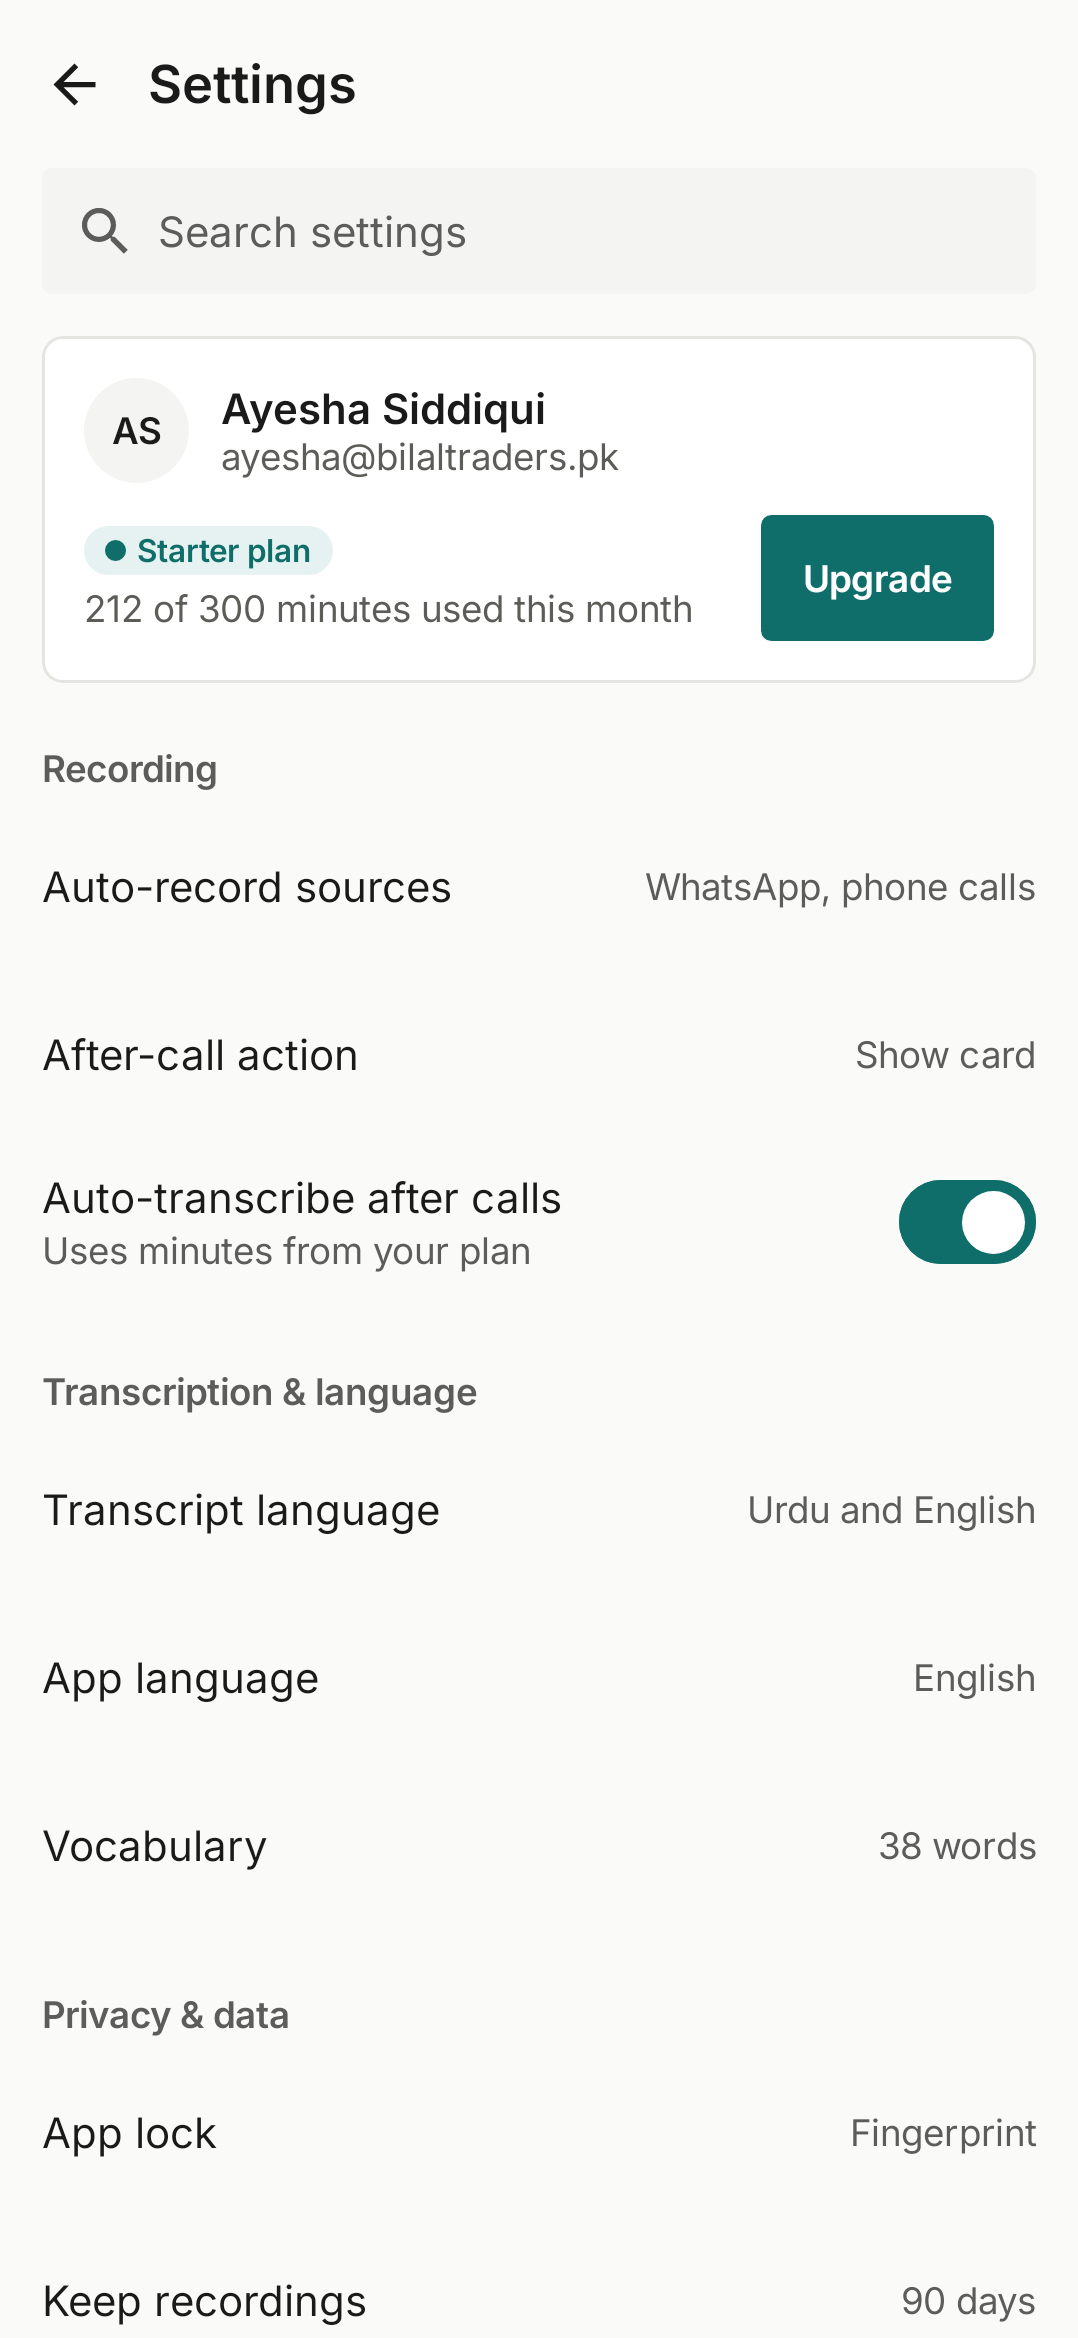 Settings
Search settings
AS
Ayesha Siddiqui
ayesha@bilaltraders.pk
Starter plan
212 of 300 minutes used this month
Upgrade
Recording
Auto-record sources WhatsApp, phone calls
After-call action Show card
Auto-transcribe after calls
Uses minutes from your plan
Transcription & language
Transcript language Urdu and English
App language English
Vocabulary 38 words
Privacy & data
App lock Fingerprint
Keep recordings 90 days